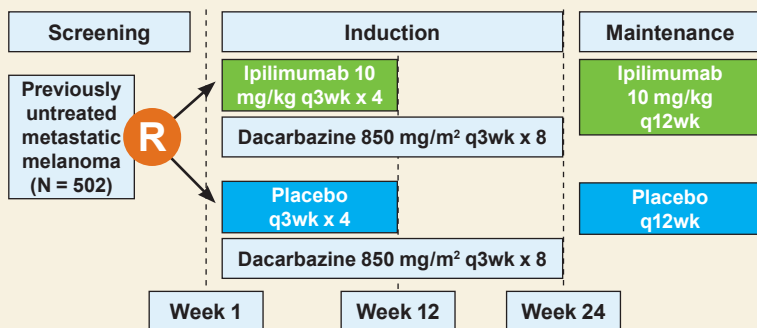 Screening
Induction
Maintenance
Previously
untreated
metastatic
melanoma
(N = 502)
R
Ipilimumab 10
mg/kg q3wk x 4
Dacarbazine 850 mg/m² q3wk x 8
Ipilimumab
10 mg/kg
q12wk
Placebo
q3wk x 4
Dacarbazine 850 mg/m² q3wk x 8
Placebo
q12wk
Week 1
Week 12
Week 24